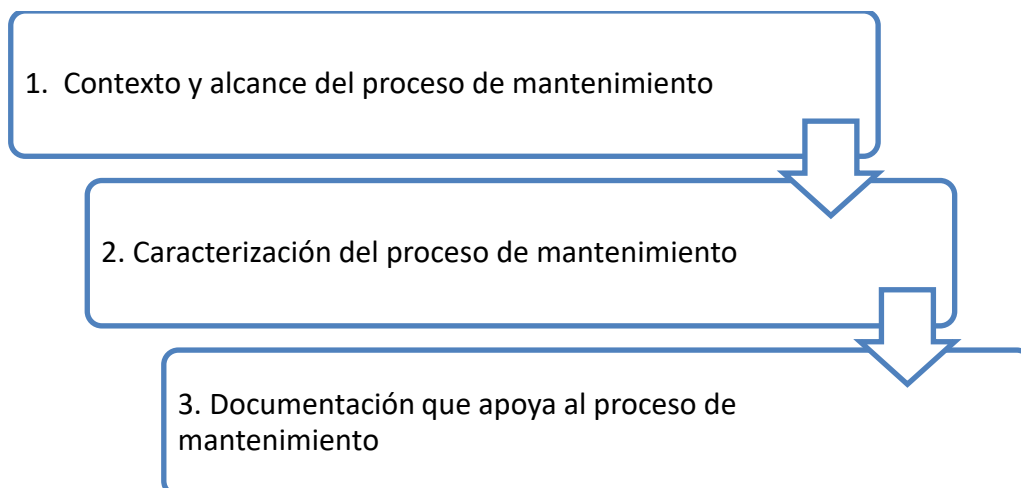 1. Contexto y alcance del proceso de mantenimiento
2. Caracterización del proceso de mantenimiento
3. Documentación que apoya al proceso de
mantenimiento